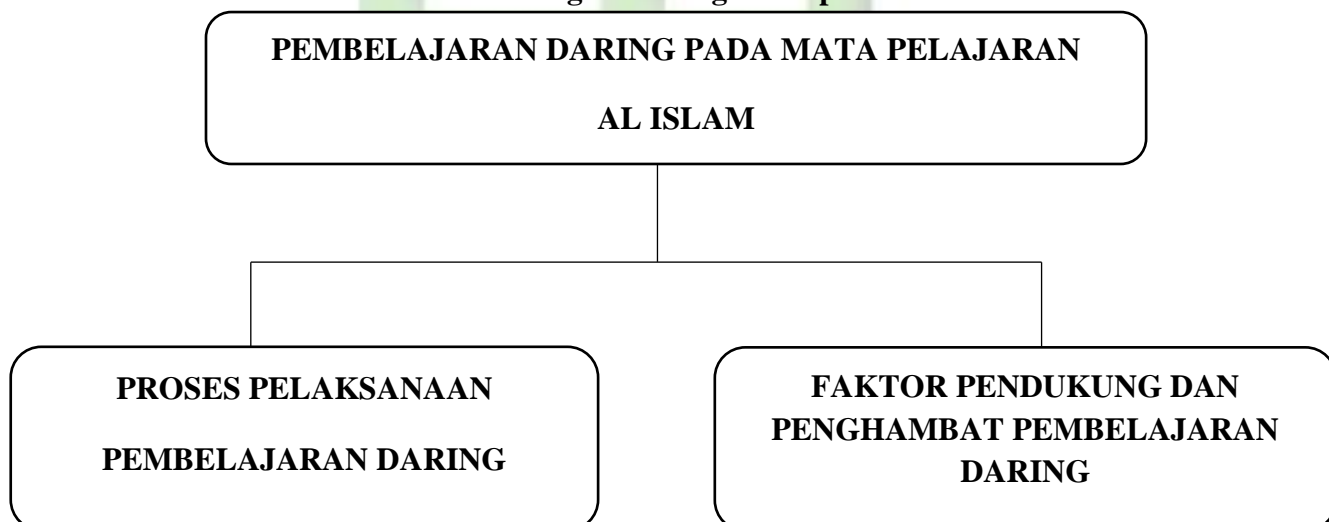 PEMBELAJARAN DARING PADA MATA PELAJARAN
AL ISLAM
PROSES PELAKSANAAN
PEMBELAJARAN DARING
FAKTOR PENDUKUNG DAN
PENGHAMBAT PEMBELAJARAN
DARING